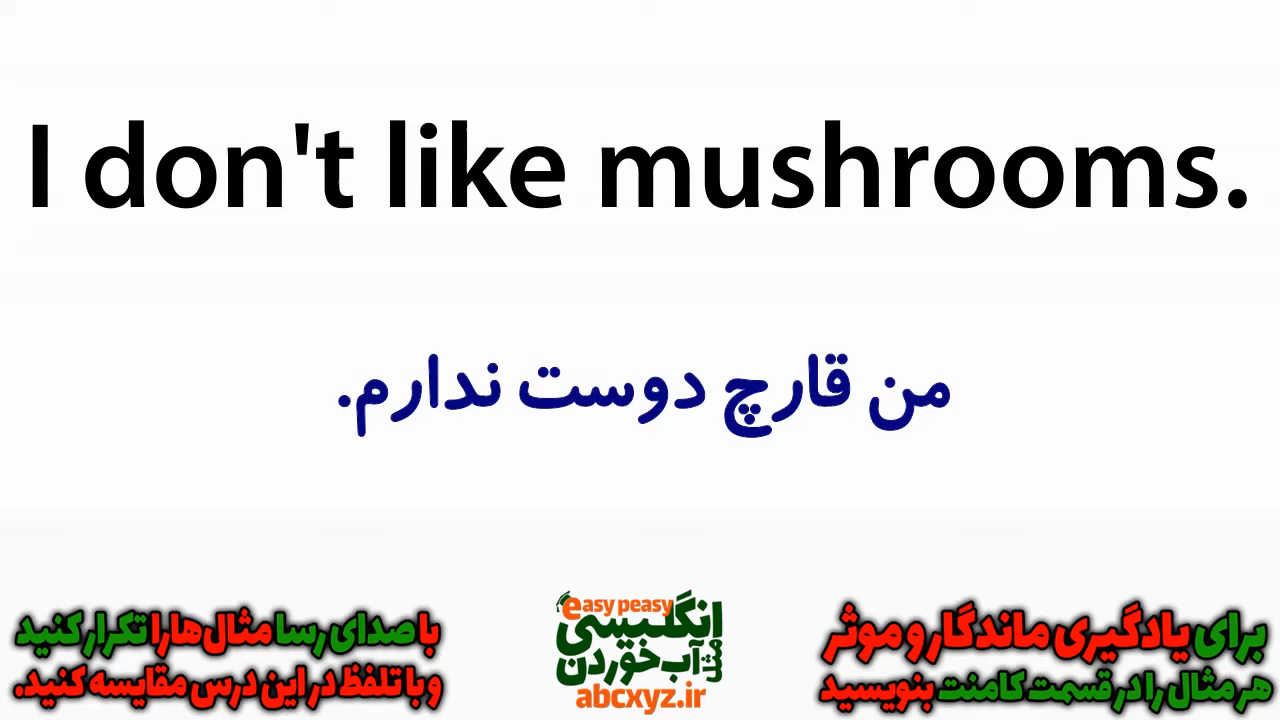 I don't like mushrooms.
من قارچ دوست ندارم.
برای یادگیری ماندگار و موثر
هر مثال را در قسمت کامنت بنویسید
easy peasy
انگلیسی
مثل آب خوردن
abcxyz.ir
با صدای رسا مثال‌ها را تکرار کنید
و با تلفظ در این درس مقایسه کنید.